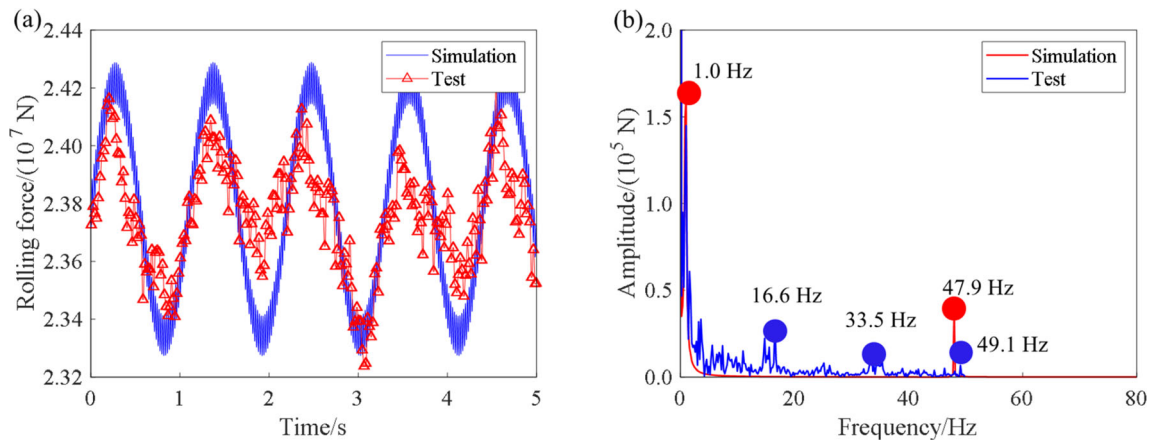 (a)
2.44
2.42
2.40
2.38
2.36
2.34
2.32
Rolling force/(10⁷ N)
Simulation
Test
0
1
2
3
4
5
Time/s
(b)
2.0
1.5
1.0
0.5
0.0
Amplitude/(10⁵ N)
1.0 Hz
Simulation
Test
16.6 Hz
33.5 Hz
47.9 Hz
49.1 Hz
0
20
40
60
80
Frequency/Hz